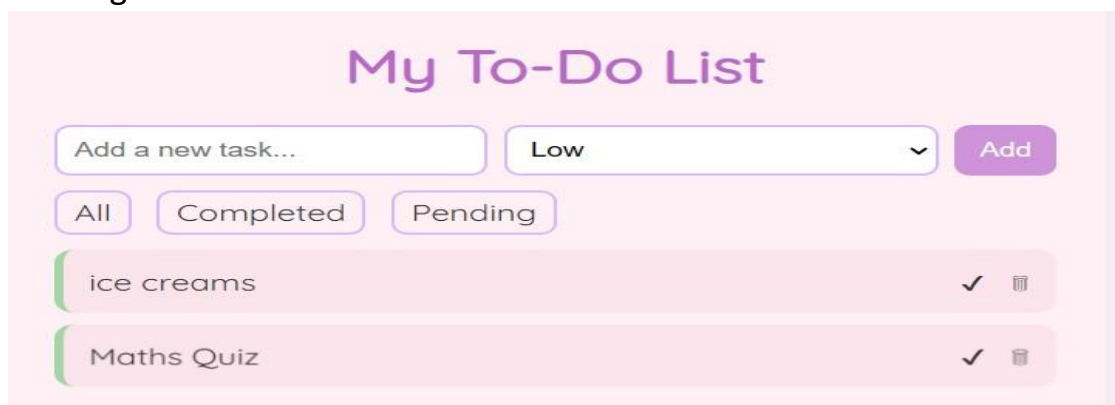 My To-Do List
Add a new task... Low Add
All Completed Pending
ice creams
Maths Quiz